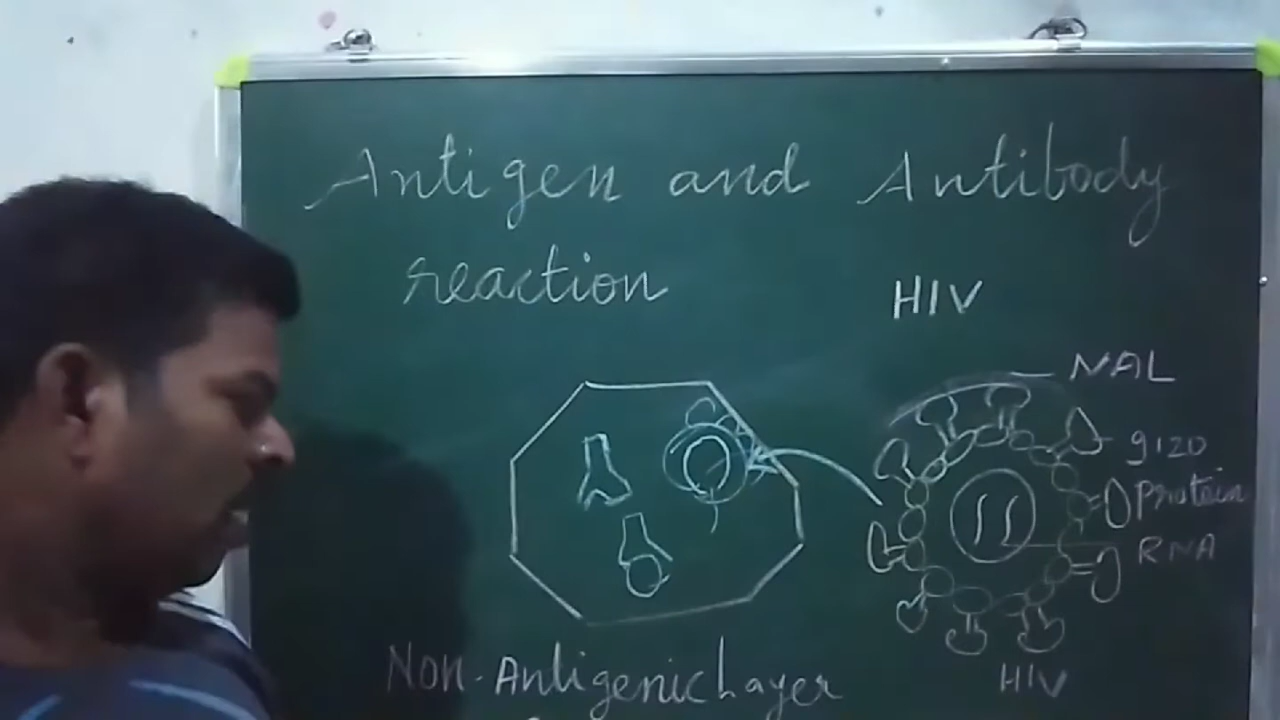 Antigen and Antibody
reaction
HIV
NAL
g120
Protein
RNA
HIV
Non-Antigenic Layer